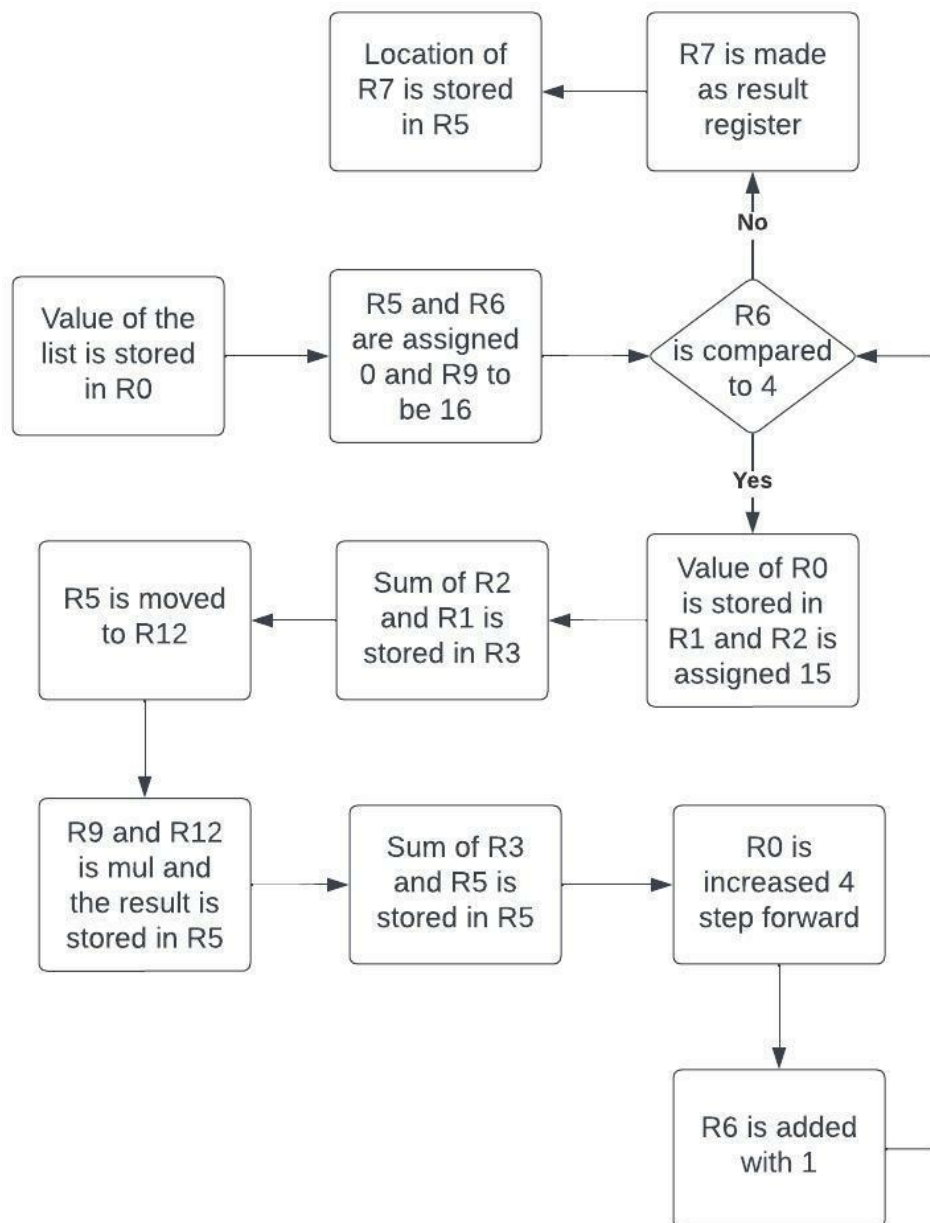 Location of
R7 is stored
in R5
R7 is made
as result
register
No
Value of the
list is stored
in R0
R5 and R6
are assigned
0 and R9 to
be 16
R6
is compared
to 4
Yes
R5 is moved
to R12
Sum of R2
and R1 is
stored in R3
Value of R0
is stored in
R1 and R2 is
assigned 15
R9 and R12
is mul and
the result is
stored in R5
Sum of R3
and R5 is
stored in R5
R0 is
increased 4
step forward
R6 is added
with 1